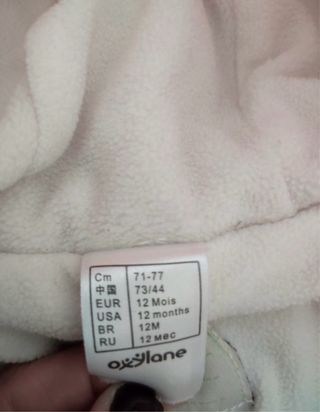 Cm 71-77
中国 73/44
EUR 12 Mois
USA 12 months
BR 12M
RU 12 мес
oxylane